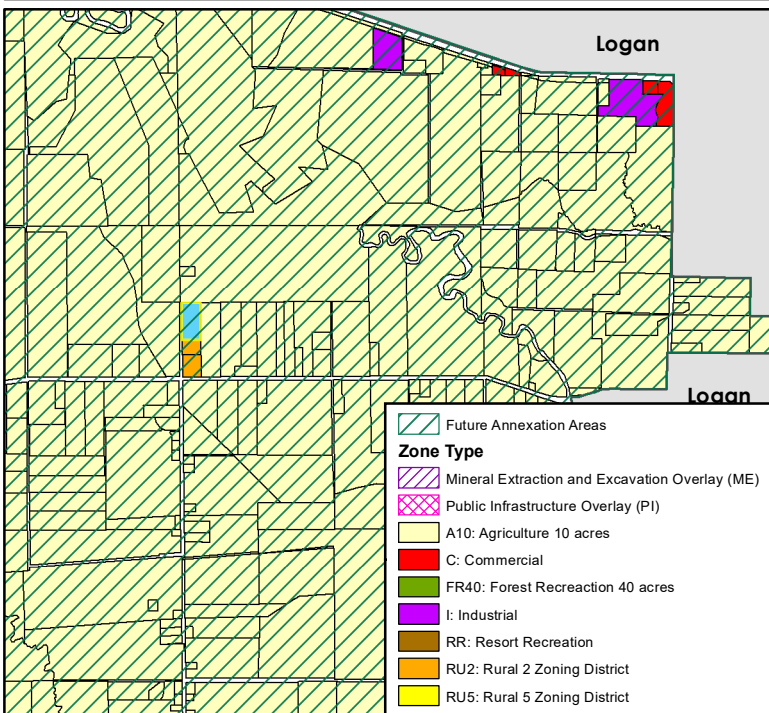 Logan
Logan
Future Annexation Areas
Zone Type
Mineral Extraction and Excavation Overlay (ME)
Public Infrastructure Overlay (PI)
A10: Agriculture 10 acres
C: Commercial
FR40: Forest Recreaction 40 acres
I: Industrial
RR: Resort Recreation
RU2: Rural 2 Zoning District
RU5: Rural 5 Zoning District